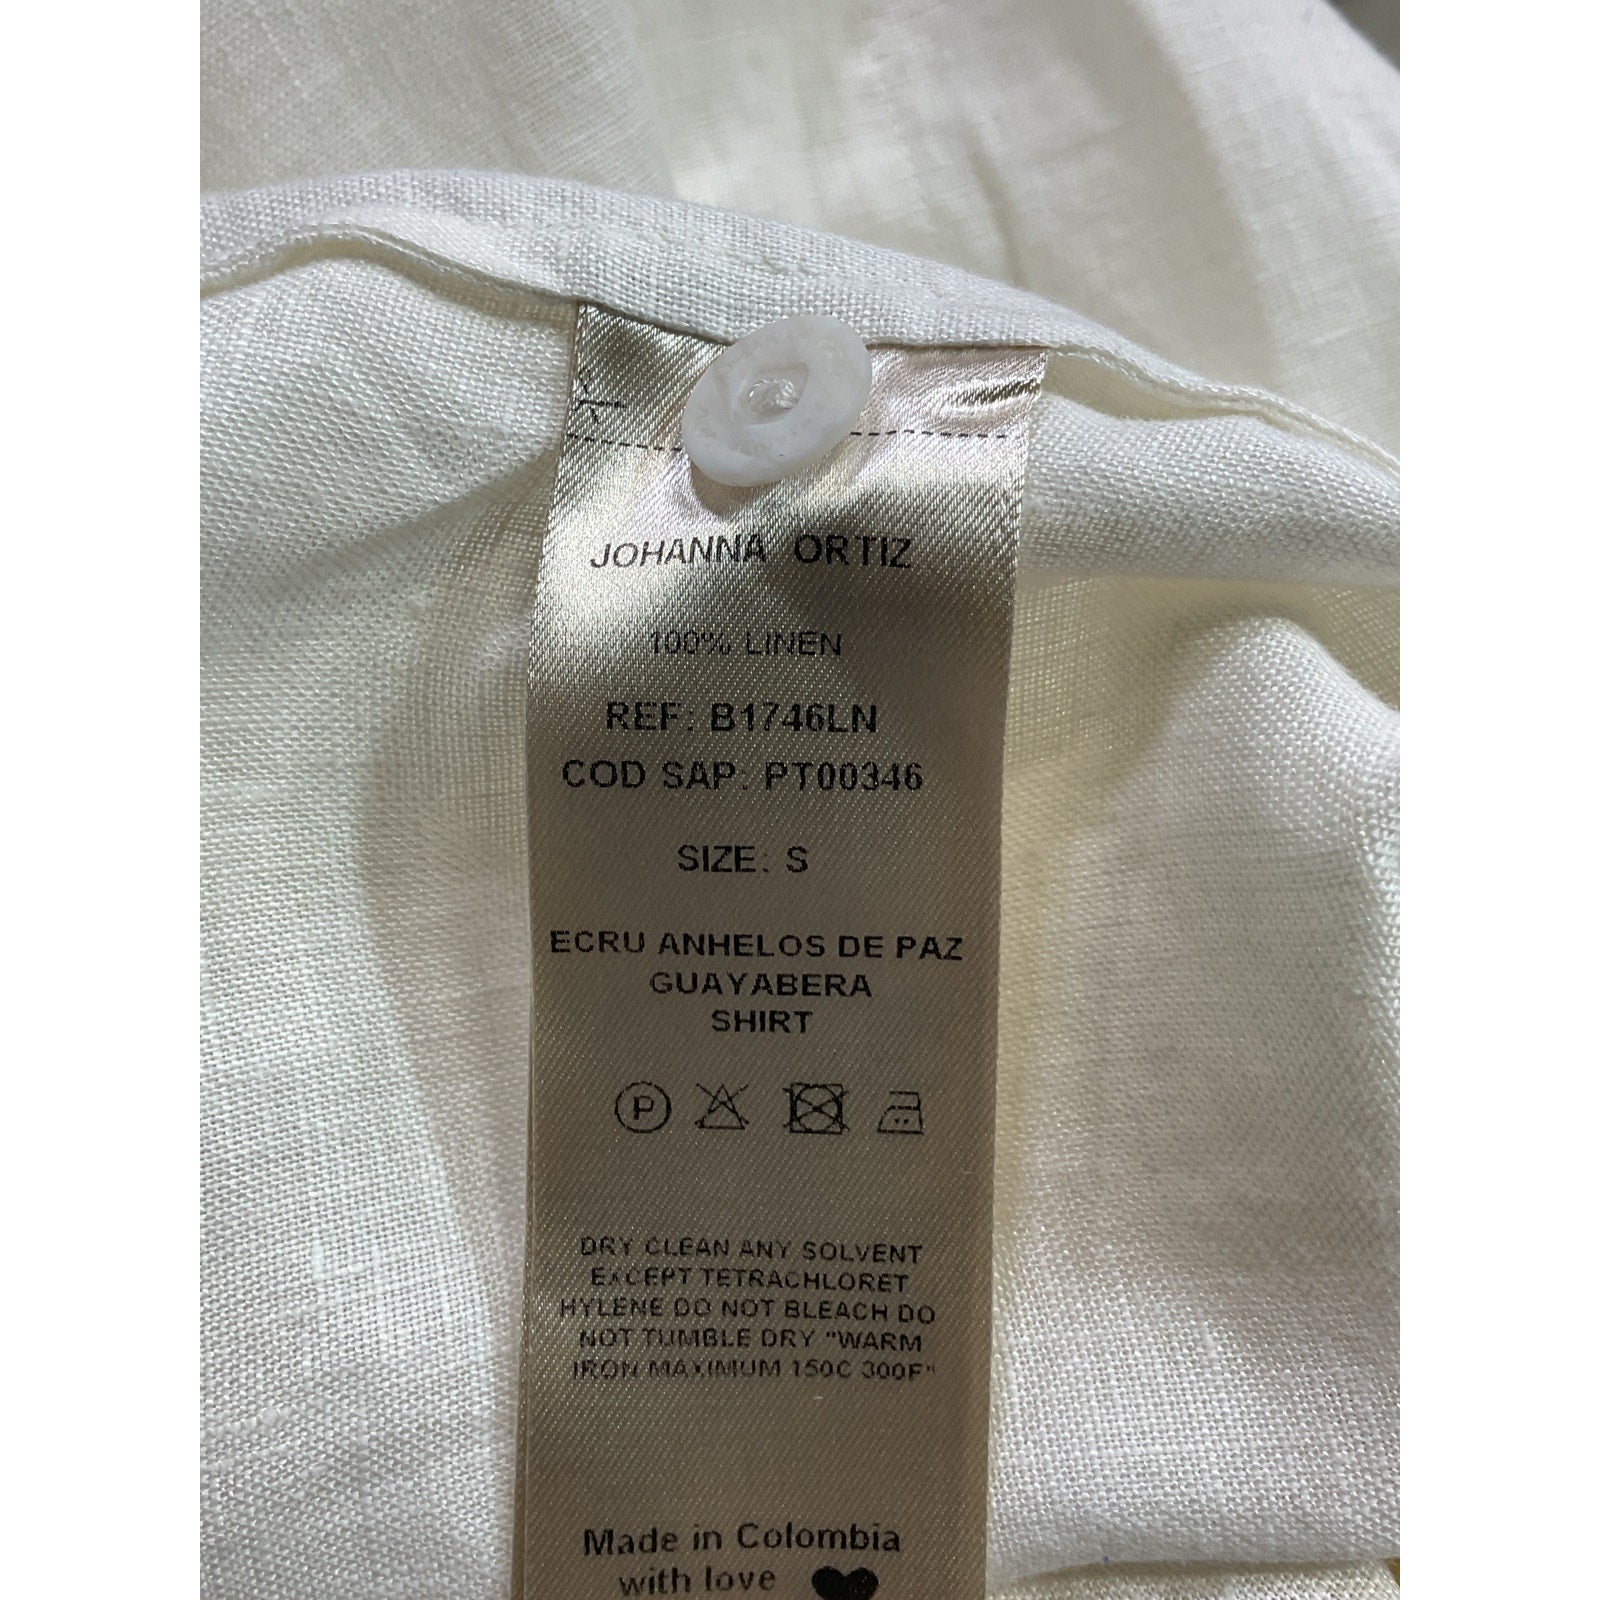 JOHANNA ORTIZ
100% LINEN
REF: B1746LN
COD SAP: PT00346
SIZE: S
ECRU ANHELOS DE PAZ
GUAYABERA
SHIRT
P
DRY CLEAN ANY SOLVENT
EXCEPT TETRACHLORET
HYLENE DO NOT BLEACH DO
NOT TUMBLE DRY "WARM
IRON MAXIMUM 150C 300F"
Made in Colombia
with love